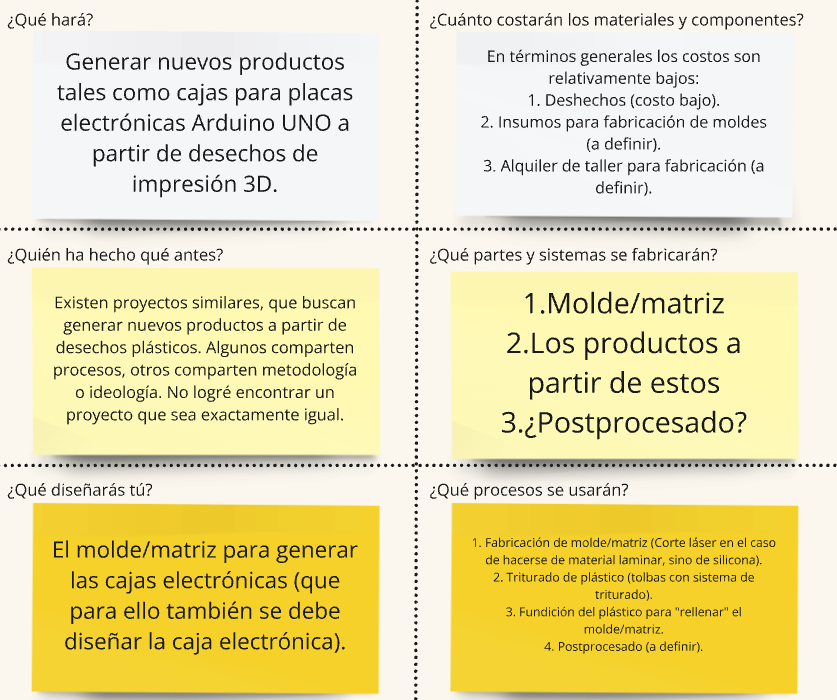 ¿Qué hará?
Generar nuevos productos
tales como cajas para placas
electrónicas Arduino UNO a
partir de desechos de
impresión 3D.
¿Cuánto costarán los materiales y componentes?
En términos generales los costos son
relativamente bajos:
1. Deshechos (costo bajo).
2. Insumos para fabricación de moldes
(a definir).
3. Alquiler de taller para fabricación (a
definir).
¿Quién ha hecho qué antes?
Existen proyectos similares, que buscan
generar nuevos productos a partir de
desechos plásticos. Algunos comparten
procesos, otros comparten metodología
o ideología. No logré encontrar un
proyecto que sea exactamente igual.
¿Qué partes y sistemas se fabricarán?
1.Molde/matriz
2.Los productos a
partir de estos
3.¿Postprocesado?
¿Qué diseñarás tú?
El molde/matriz para generar
las cajas electrónicas (que
para ello también se debe
diseñar la caja electrónica).
¿Qué procesos se usarán?
1. Fabricación de molde/matriz (Corte láser en el caso
de hacerse de material laminar, sino de silicona).
2. Triturado de plástico (tolbas con sistema de
triturado).
3. Fundición del plástico para "rellenar" el
molde/matriz.
4. Postprocesado (a definir).